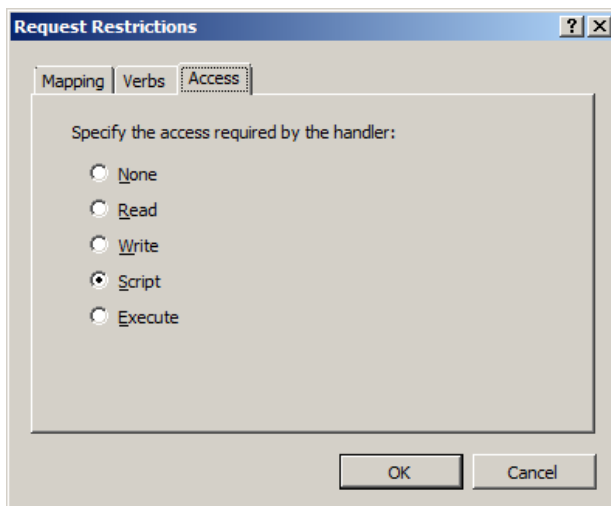 Request Restrictions
Mapping Verbs Access
Specify the access required by the handler:
None
Read
Write
Script
Execute
OK Cancel